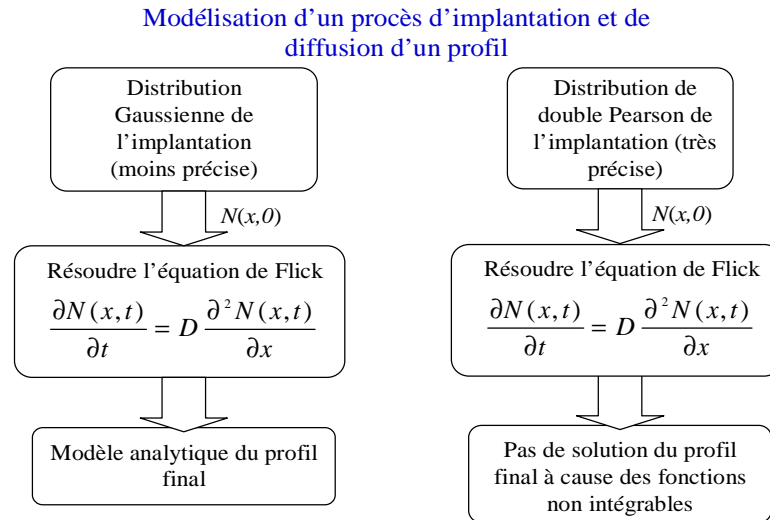 Modélisation d'un procès d'implantation et de
diffusion d'un profil
Distribution
Gaussienne de
l'implantation
(moins précise)
N(x,0)
Résoudre l'équation de Flick
∂N(x,t)/∂t = D ∂²N(x,t)/∂x
Modèle analytique du profil
final
Distribution de
double Pearson de
l'implantation (très
précise)
N(x,0)
Résoudre l'équation de Flick
∂N(x,t)/∂t = D ∂²N(x,t)/∂x
Pas de solution du profil
final à cause des fonctions
non intégrables